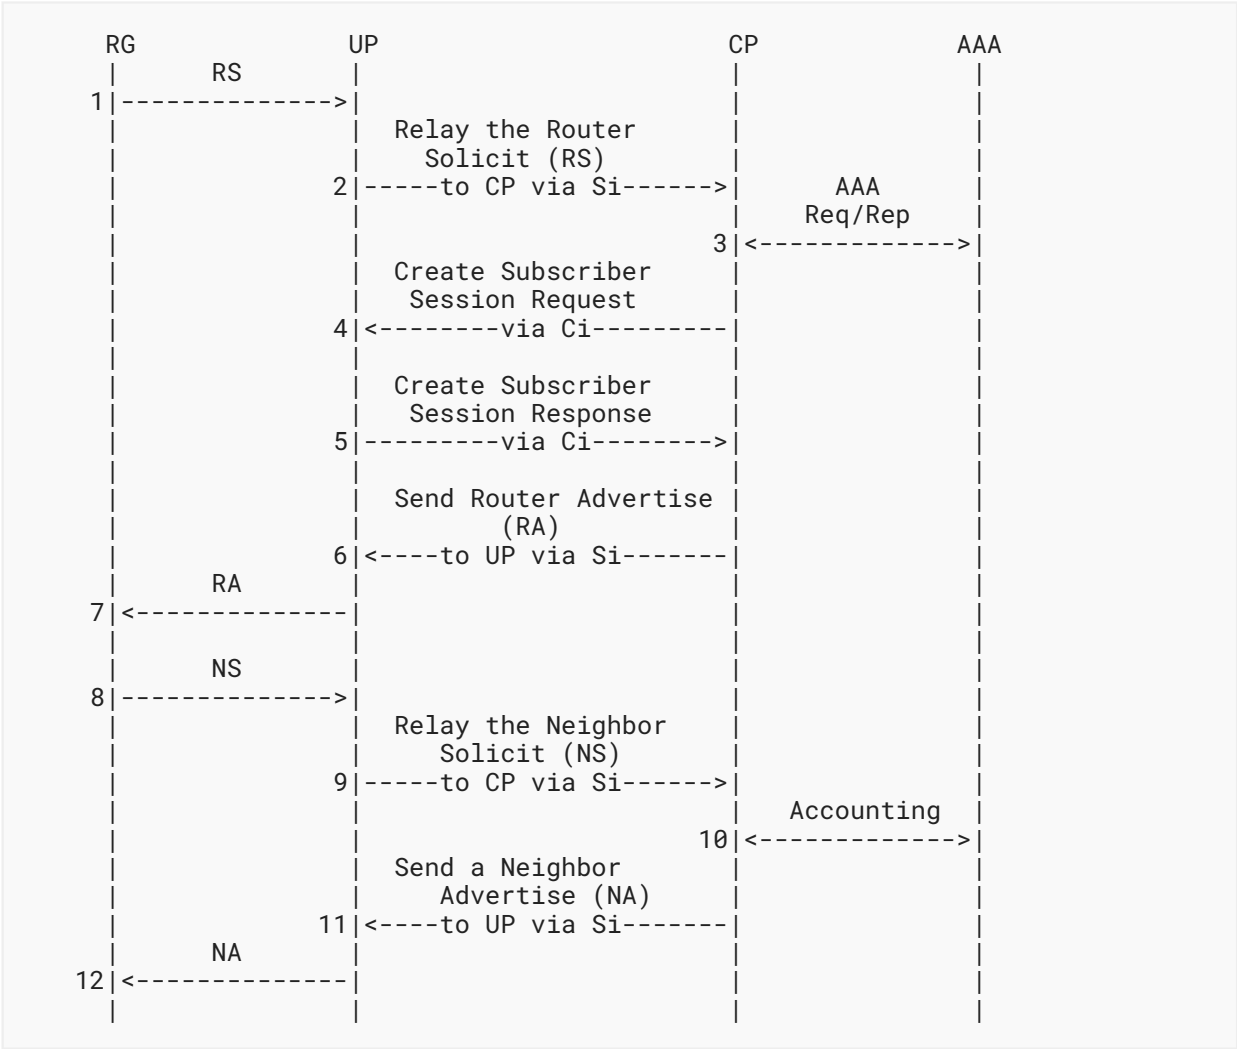 RG UP CP AAA
RS
1|-------------->|
Relay the Router
Solicit (RS)
2|-----to CP via Si------>| AAA
Req/Rep
3|<------------->|
Create Subscriber
Session Request
4|<--------via Ci---------|
Create Subscriber
Session Response
5|---------via Ci-------->|
Send Router Advertise
(RA)
6|<----to UP via Si-------|
RA
7|<--------------|
NS
8|-------------->|
Relay the Neighbor
Solicit (NS)
9|-----to CP via Si------>|
Accounting
10|<------------->|
Send a Neighbor
Advertise (NA)
11|<----to UP via Si-------|
NA
12|<--------------|